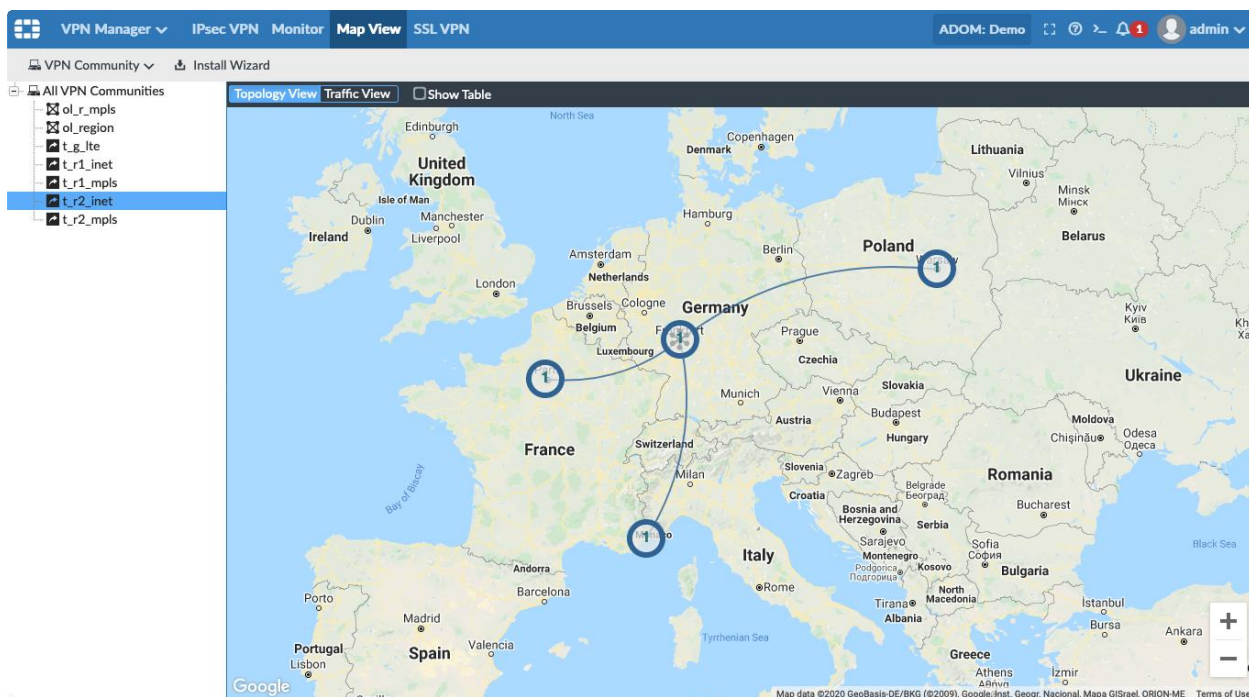 VPN Manager IPsec VPN Monitor Map View SSL VPN ADOM: Demo 1 admin
VPN Community Install Wizard
All VPN Communities
ol_r_mpls
ol_region
t_g_lte
t_r1_inet
t_r1_mpls
t_r2_inet
t_r2_mpls
Topology View Traffic View Show Table
North Sea
Edinburgh
Copenhagen
Denmark
Lithuania
United
Kingdom
Vilnius
Minsk
Мінск
Isle of Man
Dublin
Manchester
Hamburg
Ireland
Liverpool
Belarus
Amsterdam
Berlin
Poland
Netherlands
1
London
Brussels
Cologne
Germany
Kyiv
Київ
Belgium
1
Prague
Luxembourg
Czechia
1
Munich
Vienna
Slovakia
Ukraine
Austria
Budapest
Hungary
Moldova
Chișinău
Odesa
Одеса
France
Switzerland
Milan
Slovenia
Zagreb
Romania
Croatia
Belgrade
Београд
Bucharest
Bay of Biscay
Bosnia and
Herzegovina
Serbia
1
Sarajevo
Sofia
София
Black Sea
Italy
Montenegro
Podgorica
Подгорица
Kosovo
Bulgaria
Andorra
Rome
Porto
Barcelona
North
Macedonia
Tirana
Albania
İstanbul
Madrid
Bursa
Ankara
Portugal
Lisbon
Spain
Valencia
Tyrrhenian Sea
Greece
Athens
Αθήνα
İzmir
+
−
Google
Map data ©2020 GeoBasis-DE/BKG (©2009), Google, Inst. Geogr. Nacional, Mapa GISrael, ORION-ME